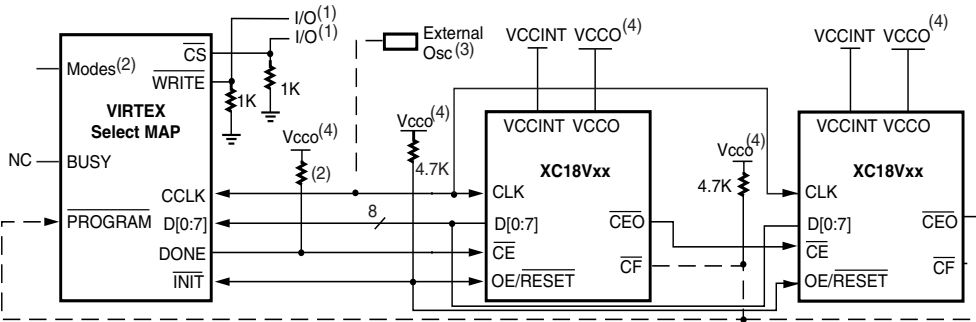 I/O(1)
I/O(1)
External
Osc(3)
VCCINT VCCO(4)
VCCINT VCCO(4)
CS
Modes(2)
WRITE
1K
1K
VIRTEX
Select MAP
Vcco(4)
Vcco(4)
VCCINT VCCO
VCCINT VCCO
NC
BUSY
(2)
4.7K
XC18Vxx
Vcco(4)
4.7K
XC18Vxx
CCLK
CLK
CLK
PROGRAM
D[0:7]
8
D[0:7]
CEO
D[0:7]
CEO
DONE
CE
CE
CF
CF
INIT
OE/RESET
OE/RESET